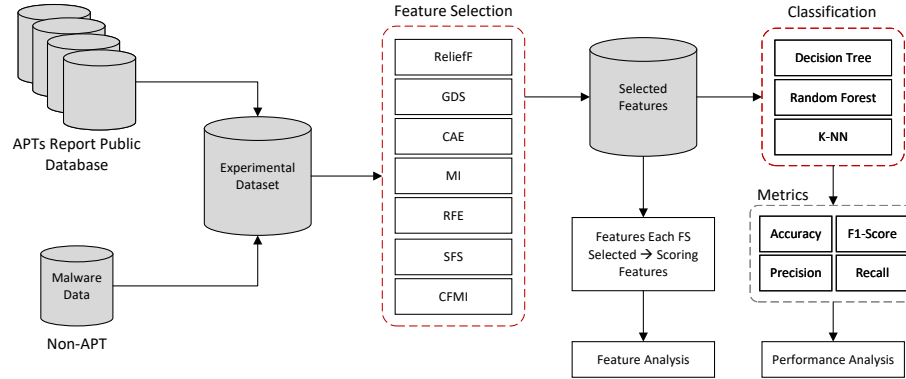 APTs Report Public
Database
Malware
Data
Non-APT
Experimental
Dataset
Feature Selection
ReliefF
GDS
CAE
MI
RFE
SFS
CFMI
Selected
Features
Features Each FS
Selected → Scoring
Features
Feature Analysis
Classification
Decision Tree
Random Forest
K-NN
Metrics
Accuracy
F1-Score
Precision
Recall
Performance Analysis